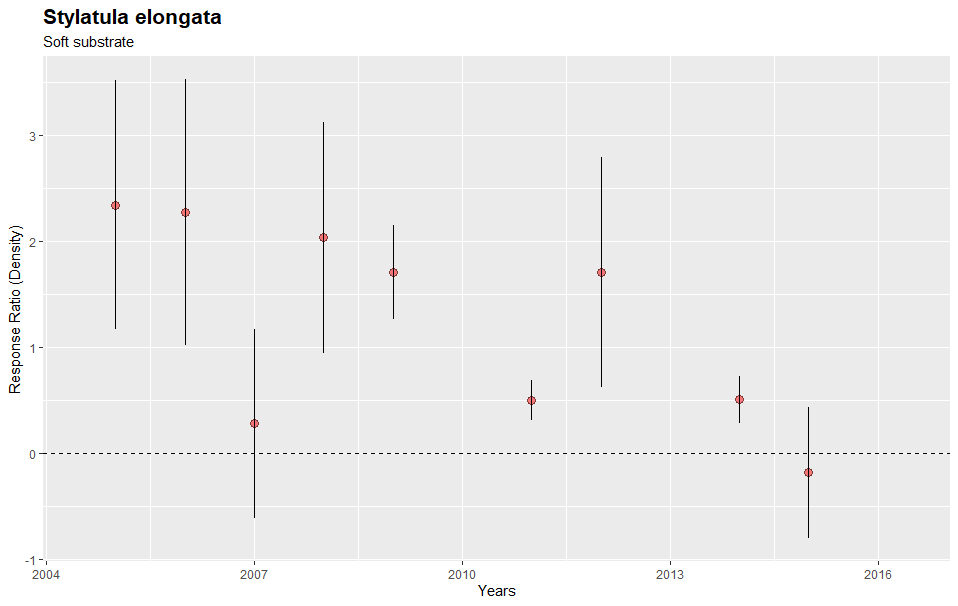 Stylatula elongata
Soft substrate
Response Ratio (Density)
3
2
1
0
-1
2004 2007 2010 2013 2016
Years